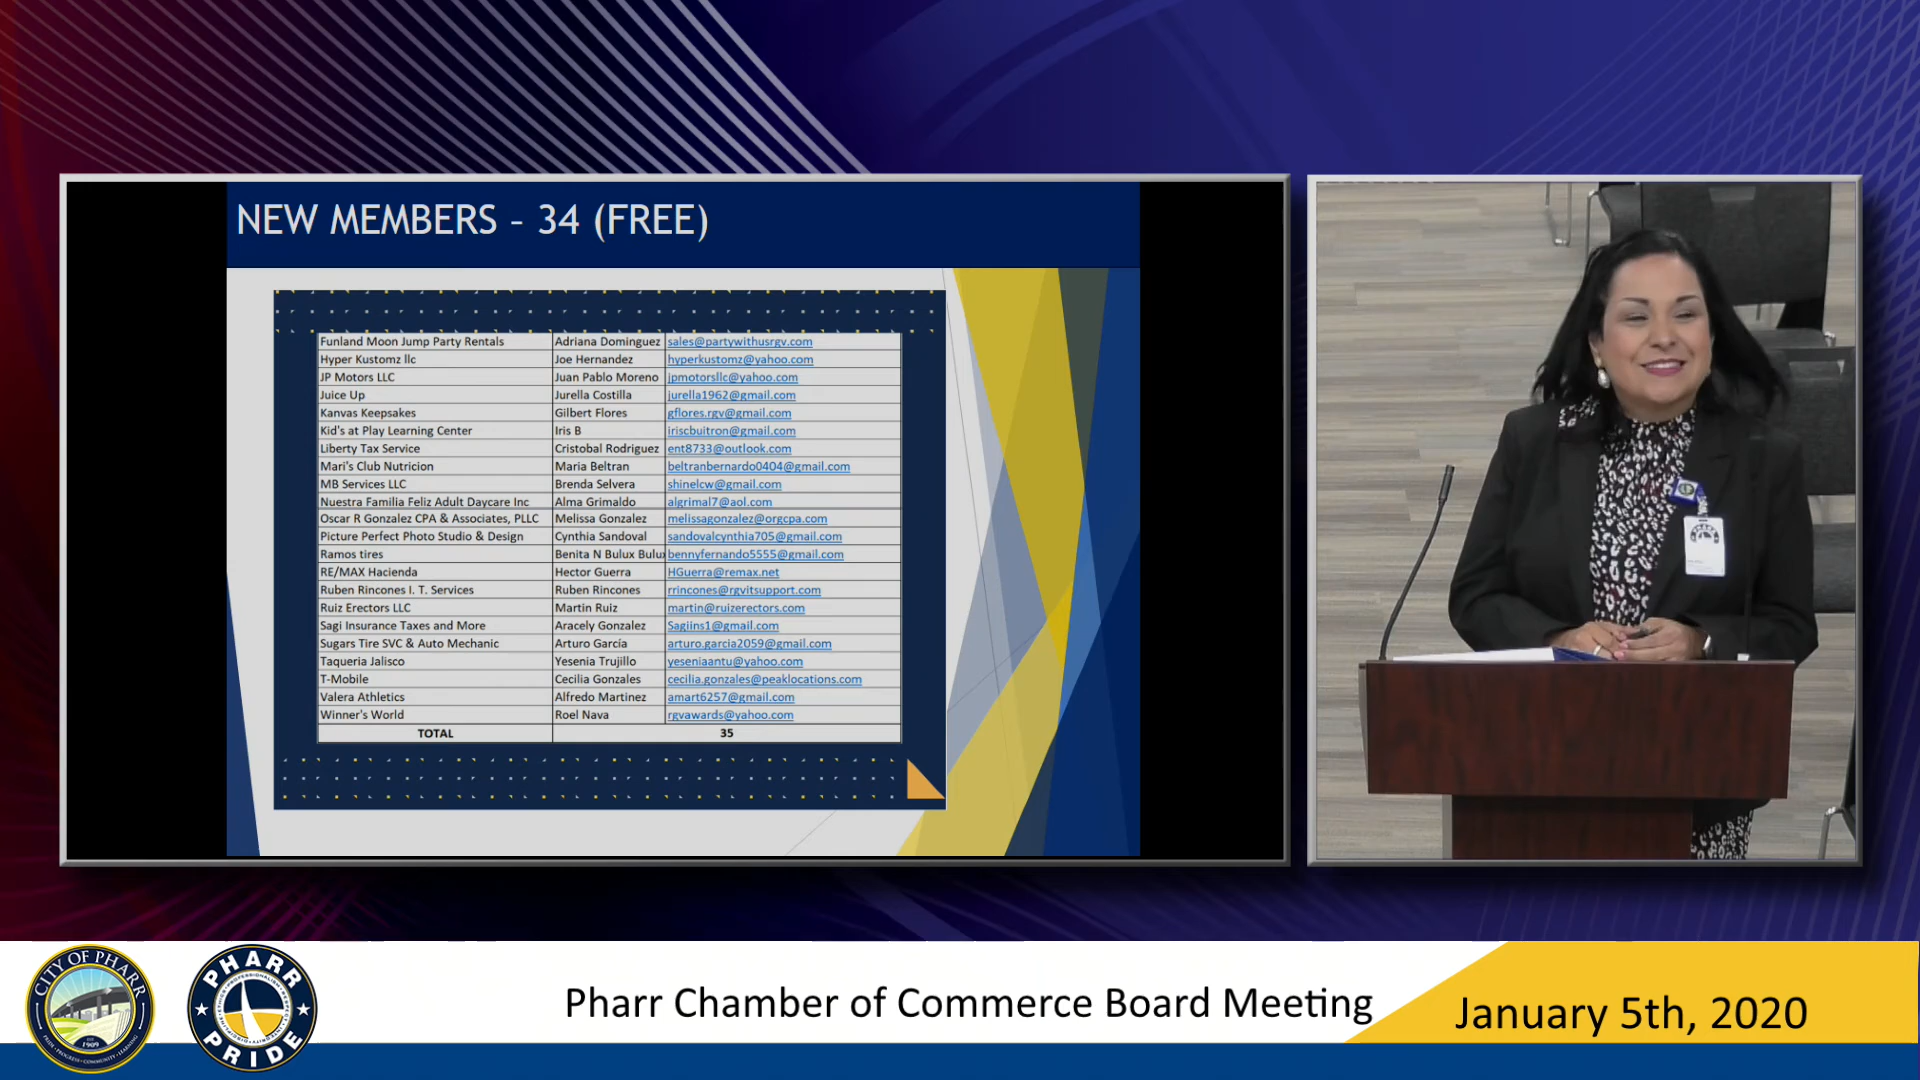 NEW MEMBERS – 34 (FREE)
Funland Moon Jump Party Rentals Adriana Dominguez sales@partywithusrgv.com
Hyper Kustomz llc Joe Hernandez hyperkustomz@yahoo.com
JP Motors LLC Juan Pablo Moreno jpmotorsllc@yahoo.com
Juice Up Jurella Costilla jurella1962@gmail.com
Kanvas Keepsakes Gilbert Flores gflores.rgv@gmail.com
Kid's at Play Learning Center Iris B iriscbuitron@gmail.com
Liberty Tax Service Cristobal Rodriguez ent8733@outlook.com
Mari's Club Nutricion Maria Beltran beltranbernardo0404@gmail.com
MB Services LLC Brenda Selvera shinelcw@gmail.com
Nuestra Familia Feliz Adult Daycare Inc Alma Grimaldo algrimal7@aol.com
Oscar R Gonzalez CPA & Associates, PLLC Melissa Gonzalez melissagonzalez@orgcpa.com
Picture Perfect Photo Studio & Design Cynthia Sandoval sandovalcynthia705@gmail.com
Ramos tires Benita N Bulux Bulux bennyfernando5555@gmail.com
RE/MAX Hacienda Hector Guerra HGuerra@remax.net
Ruben Rincones I. T. Services Ruben Rincones rrincones@rgvitsupport.com
Ruiz Erectors LLC Martin Ruiz martin@ruizerectors.com
Sagi Insurance Taxes and More Aracely Gonzalez Sagiins1@gmail.com
Sugars Tire SVC & Auto Mechanic Arturo García arturo.garcia2059@gmail.com
Taqueria Jalisco Yesenia Trujillo yeseniaantu@yahoo.com
T-Mobile Cecilia Gonzales cecilia.gonzales@peaklocations.com
Valera Athletics Alfredo Martinez amart6257@gmail.com
Winner's World Roel Nava rgvawards@yahoo.com
TOTAL 35
CITY OF PHARR
1909
PHARR
PRIDE
Pharr Chamber of Commerce Board Meeting
January 5th, 2020